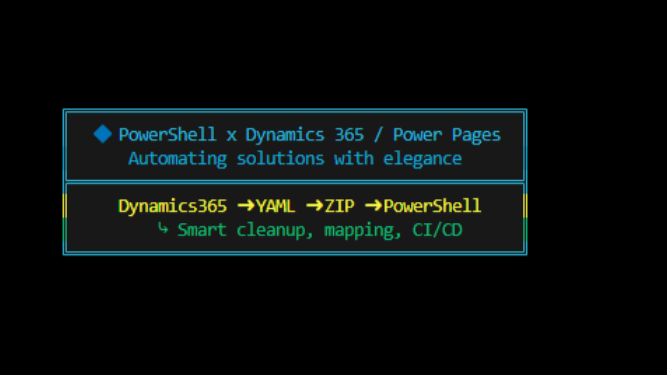 🔷 PowerShell x Dynamics 365 / Power Pages
Automating solutions with elegance
Dynamics365 ➔YAML ➔ZIP ➔PowerShell
↳ Smart cleanup, mapping, CI/CD